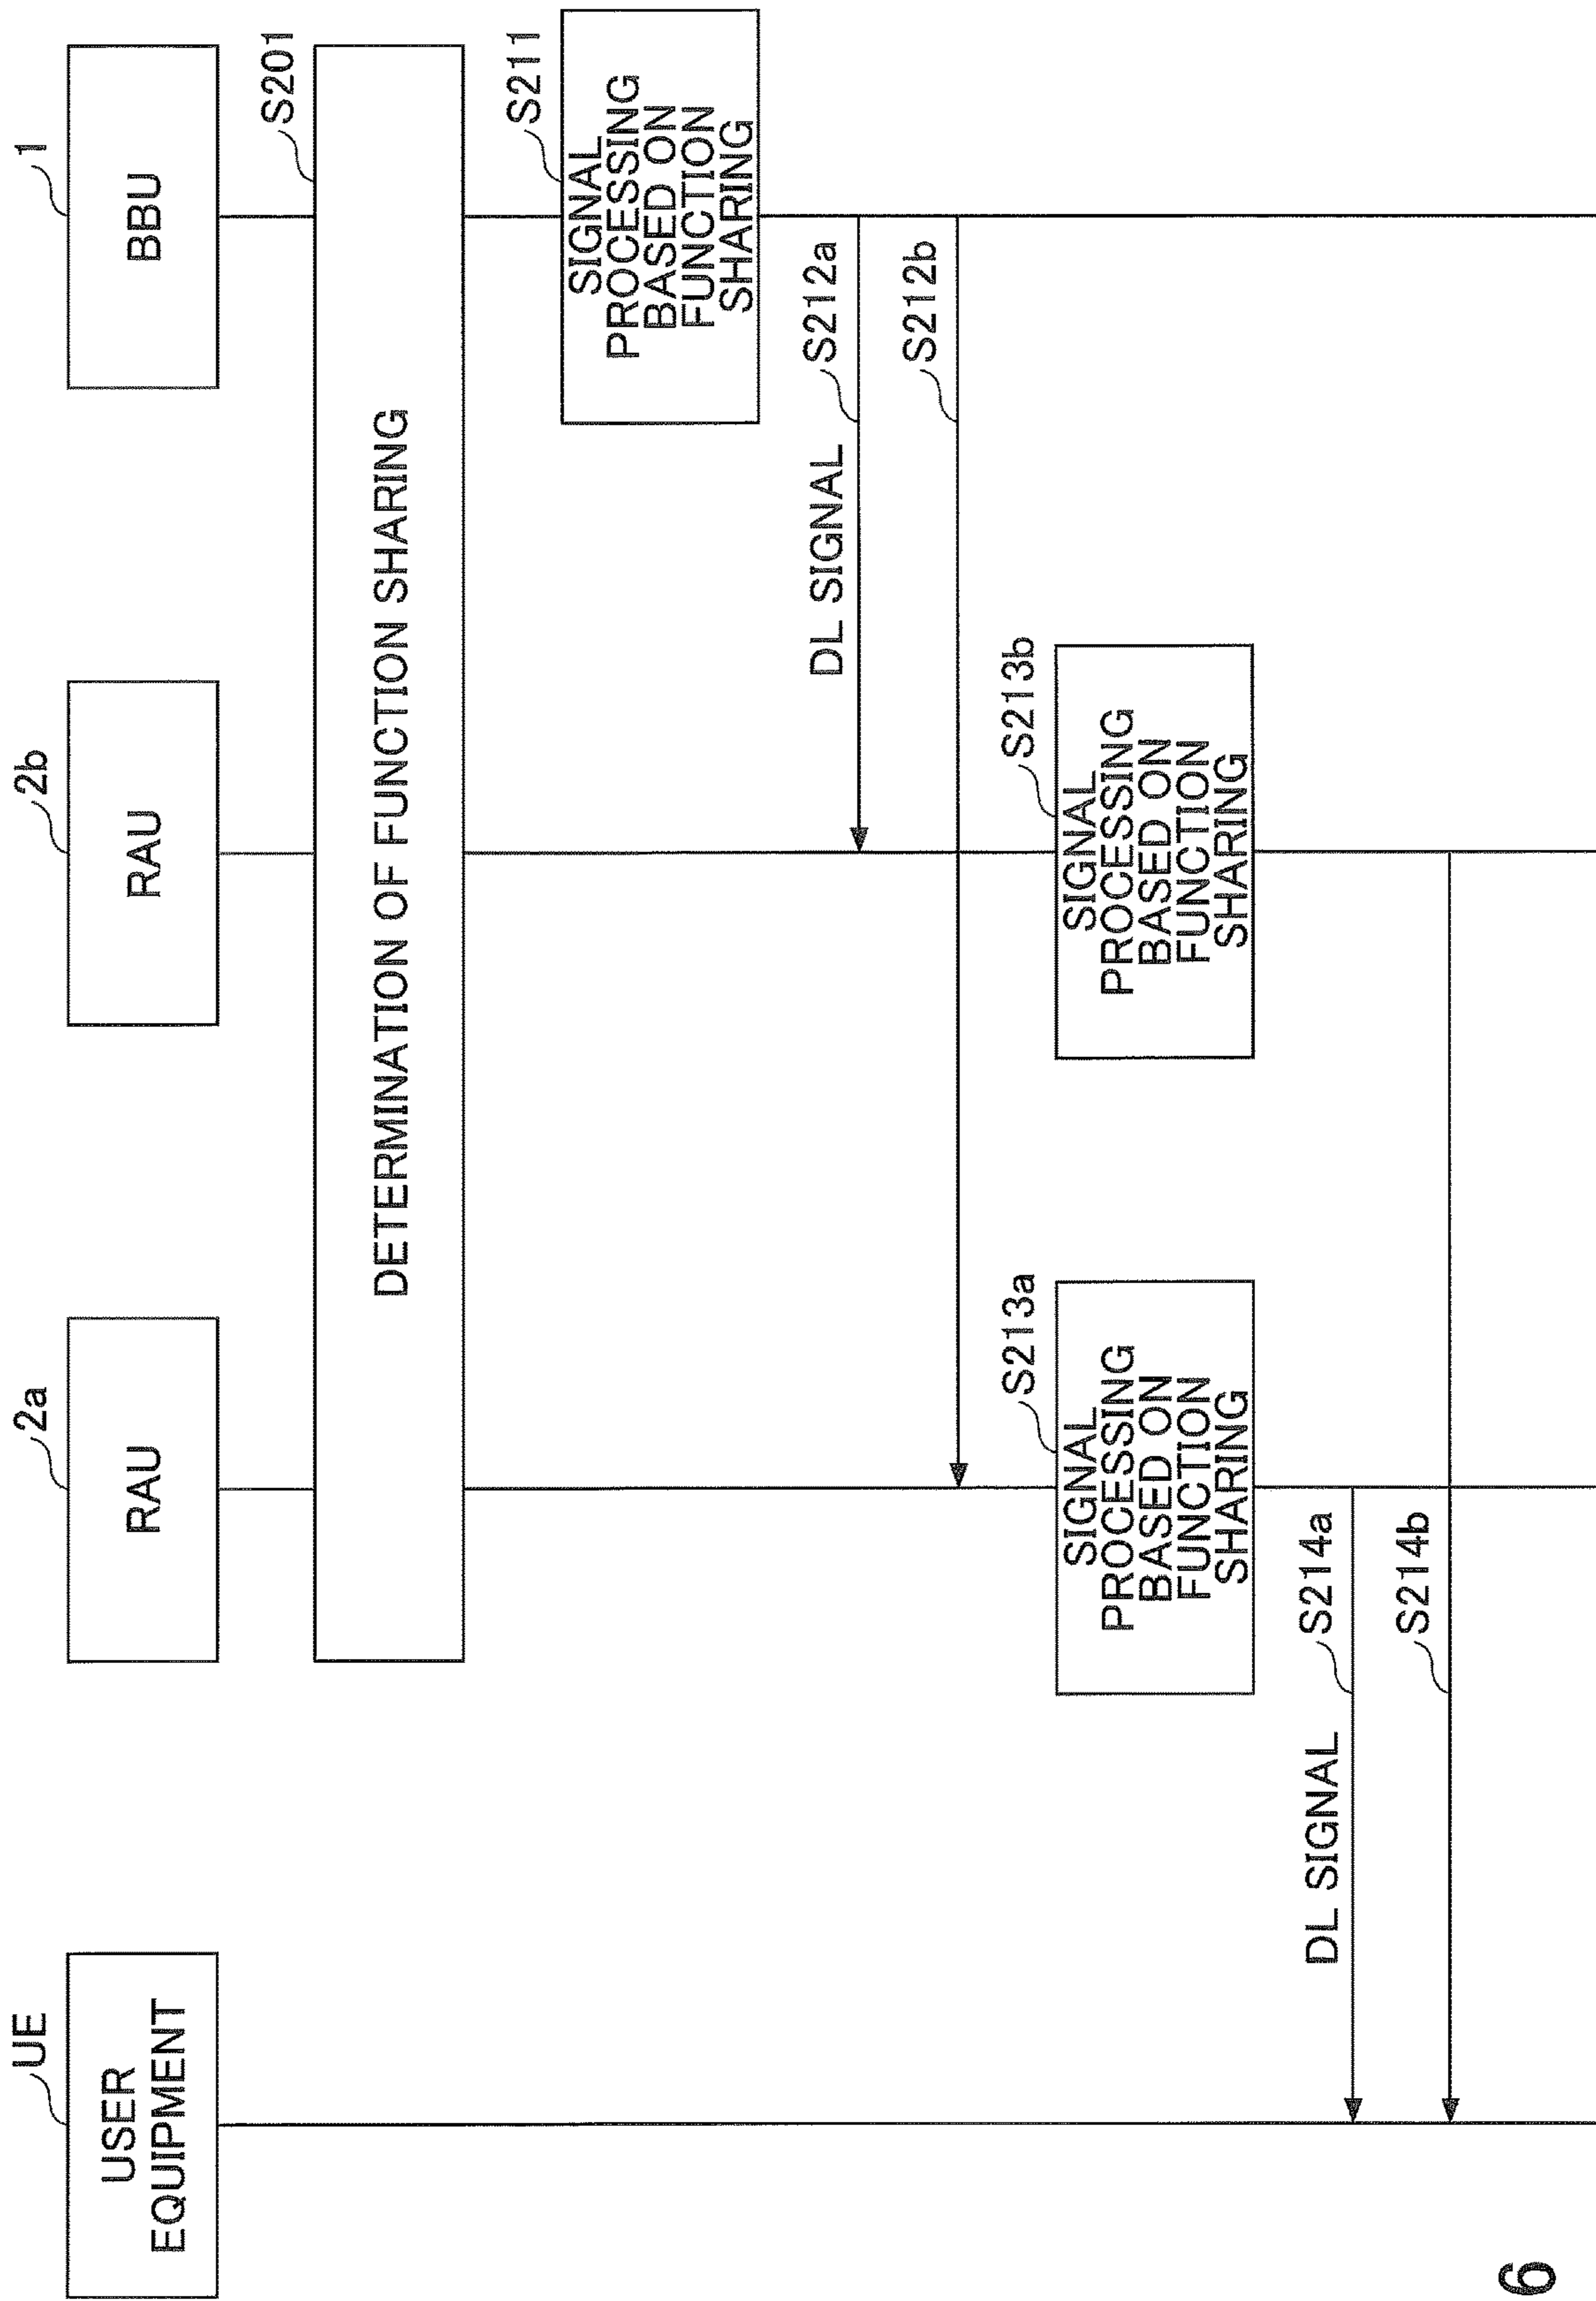 UE
USER
EQUIPMENT
2a
RAU
2b
RAU
1
BBU
S201
DETERMINATION OF FUNCTION SHARING
S211
SIGNAL
PROCESSING
BASED ON
FUNCTION
SHARING
DL SIGNAL
S212a
S212b
S213a
SIGNAL
PROCESSING
BASED ON
FUNCTION
SHARING
S213b
SIGNAL
PROCESSING
BASED ON
FUNCTION
SHARING
DL SIGNAL
S214a
S214b
6